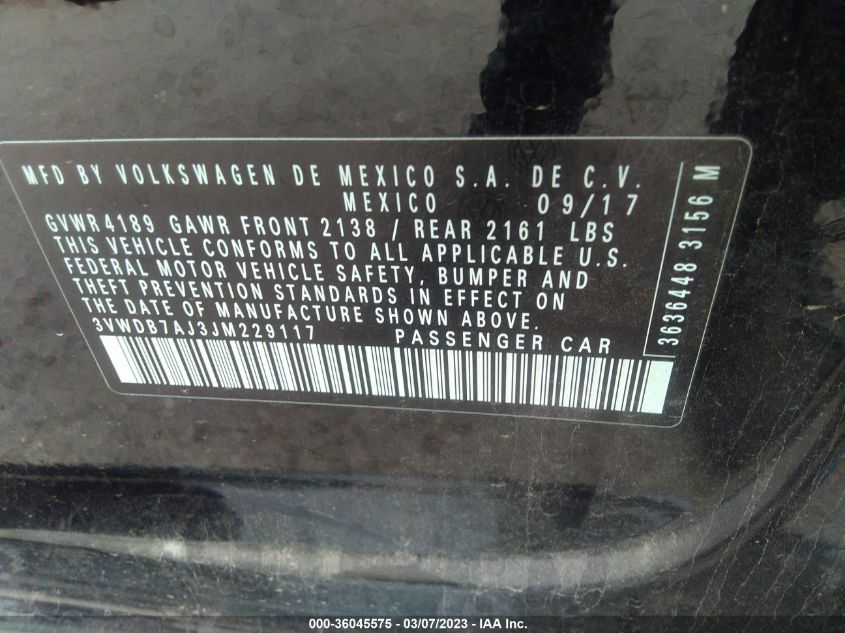 MFD BY VOLKSWAGEN DE MEXICO S.A. DE C.V.
MEXICO 09/17
GVWR4189 GAWR FRONT 2138 / REAR 2161 LBS
THIS VEHICLE CONFORMS TO ALL APPLICABLE U.S.
FEDERAL MOTOR VEHICLE SAFETY, BUMPER AND
THEFT PREVENTION STANDARDS IN EFFECT ON
THE DATE OF MANUFACTURE SHOWN ABOVE.
3VWDB7AJ3JM229117 PASSENGER CAR
3636448 3156 M
000-36045575 - 03/07/2023 - IAA Inc.